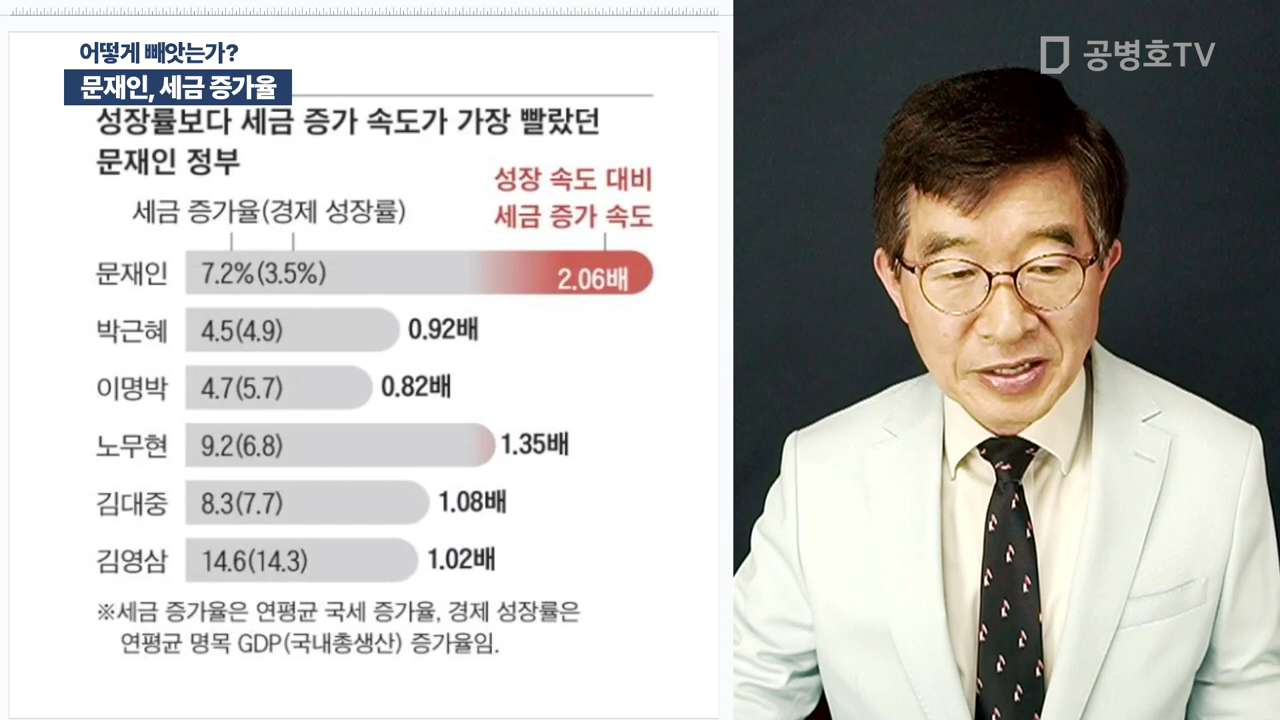 어떻게 빼앗는가?
문재인, 세금 증가율
공병호TV
성장률보다 세금 증가 속도가 가장 빨랐던
문재인 정부
성장 속도 대비
세금 증가 속도
세금 증가율(경제 성장률)
문재인 7.2%(3.5%) 2.06배
박근혜 4.5(4.9) 0.92배
이명박 4.7(5.7) 0.82배
노무현 9.2(6.8) 1.35배
김대중 8.3(7.7) 1.08배
김영삼 14.6(14.3) 1.02배
※세금 증가율은 연평균 국세 증가율, 경제 성장률은
연평균 명목 GDP(국내총생산) 증가율임.